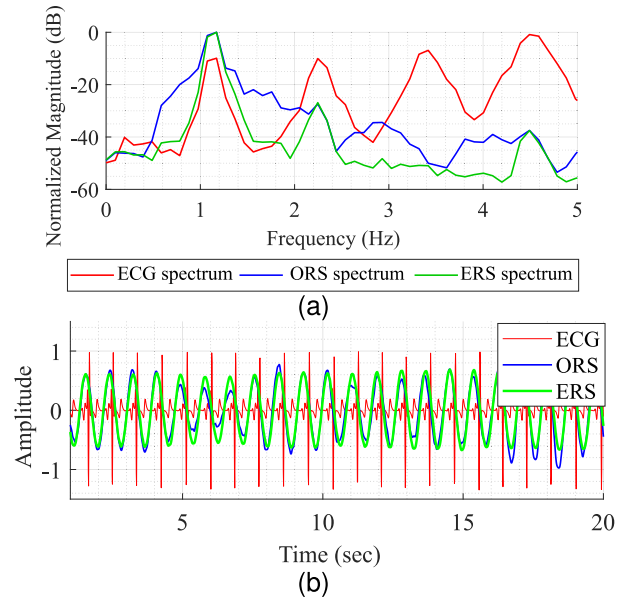 (a)
Normalized Magnitude (dB)
0
-20
-40
-60
0 1 2 3 4 5
Frequency (Hz)
ECG spectrum ORS spectrum ERS spectrum
(a)
Amplitude
1
0
-1
ECG
ORS
ERS
5 10 15 20
Time (sec)
(b)